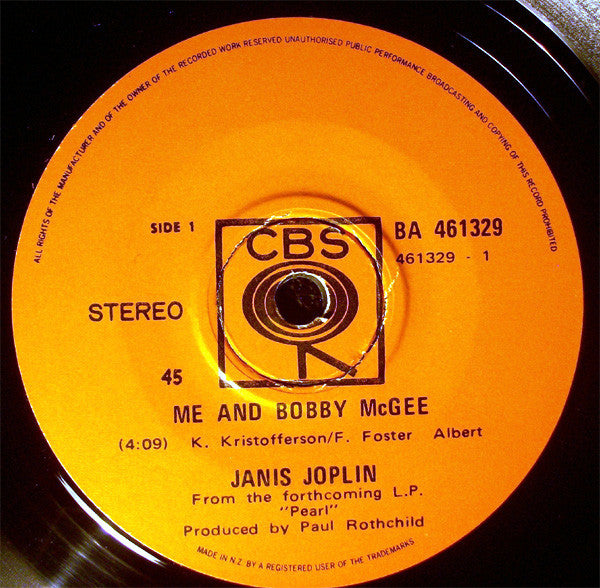 ALL RIGHTS OF THE MANUFACTURER AND OF THE OWNER OF THE RECORDED WORK RESERVED UNAUTHORISED PUBLIC PERFORMANCE BROADCASTING AND COPYING OF THIS RECORD PROHIBITED
SIDE 1
CBS
BA 461329
461329 - 1
STEREO
45
ME AND BOBBY McGEE
(4:09) K. Kristofferson/F. Foster Albert
JANIS JOPLIN
From the forthcoming L.P.
"Pearl"
Produced by Paul Rothchild
MADE IN N.Z. BY A REGISTERED USER OF THE TRADEMARKS